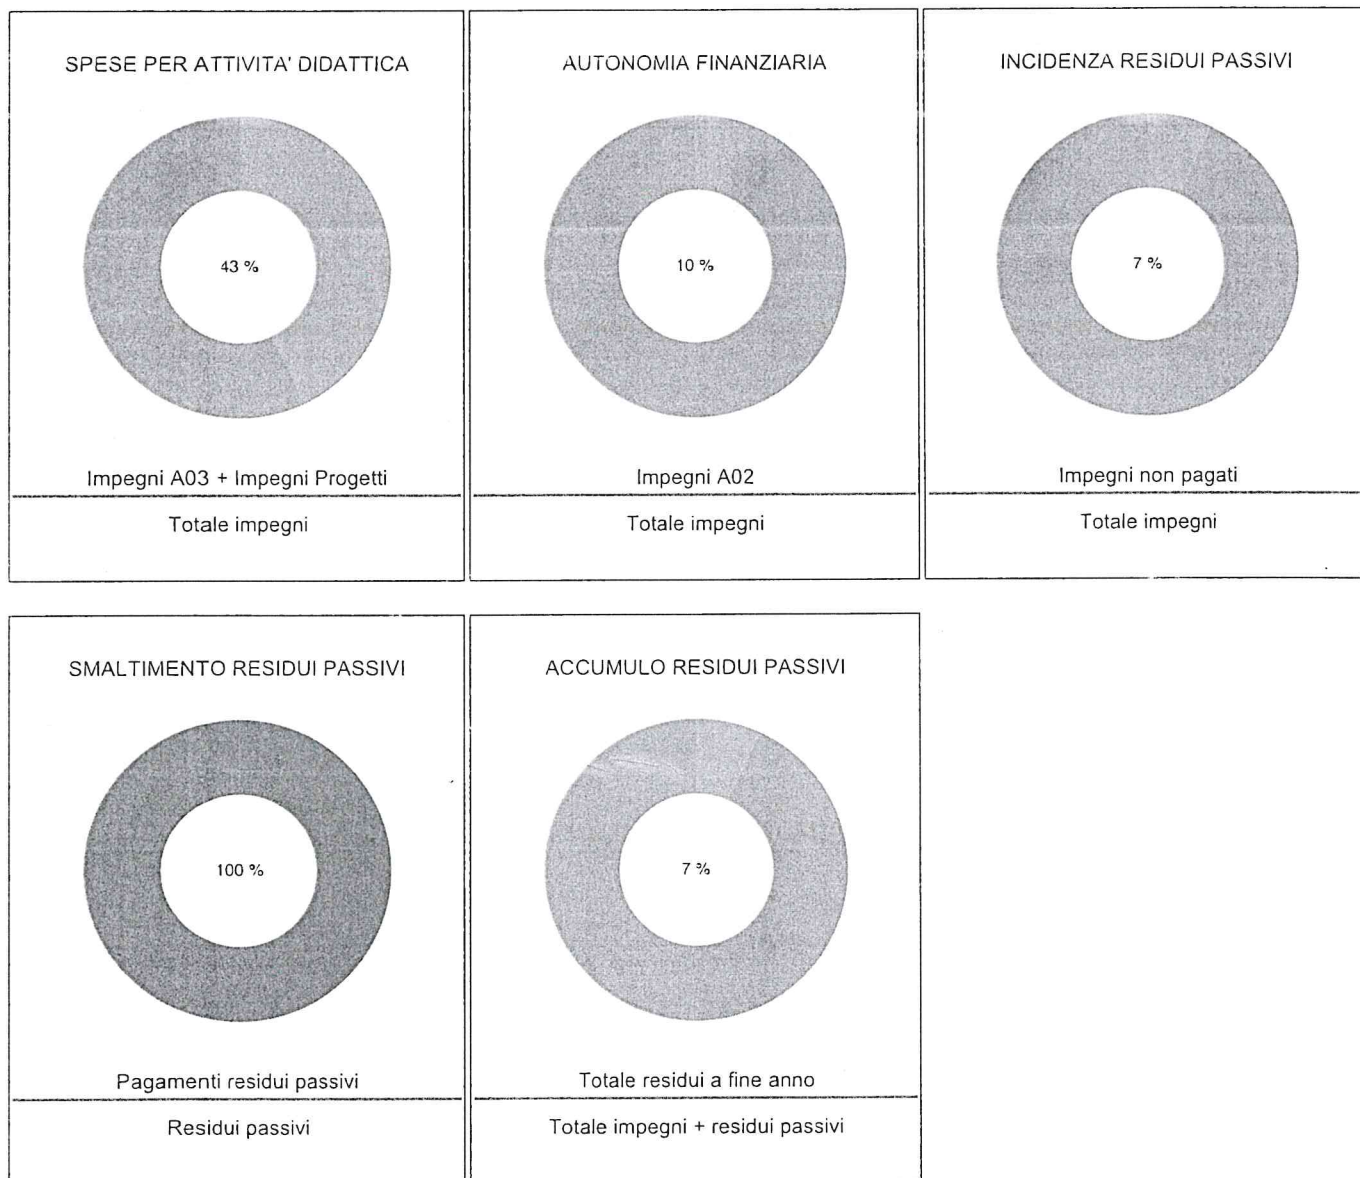 SPESE PER ATTIVITA' DIDATTICA
43 %
Impegni A03 + Impegni Progetti
Totale impegni
AUTONOMIA FINANZIARIA
10 %
Impegni A02
Totale impegni
INCIDENZA RESIDUI PASSIVI
7 %
Impegni non pagati
Totale impegni
SMALTIMENTO RESIDUI PASSIVI
100 %
Pagamenti residui passivi
Residui passivi
ACCUMULO RESIDUI PASSIVI
7 %
Totale residui a fine anno
Totale impegni + residui passivi